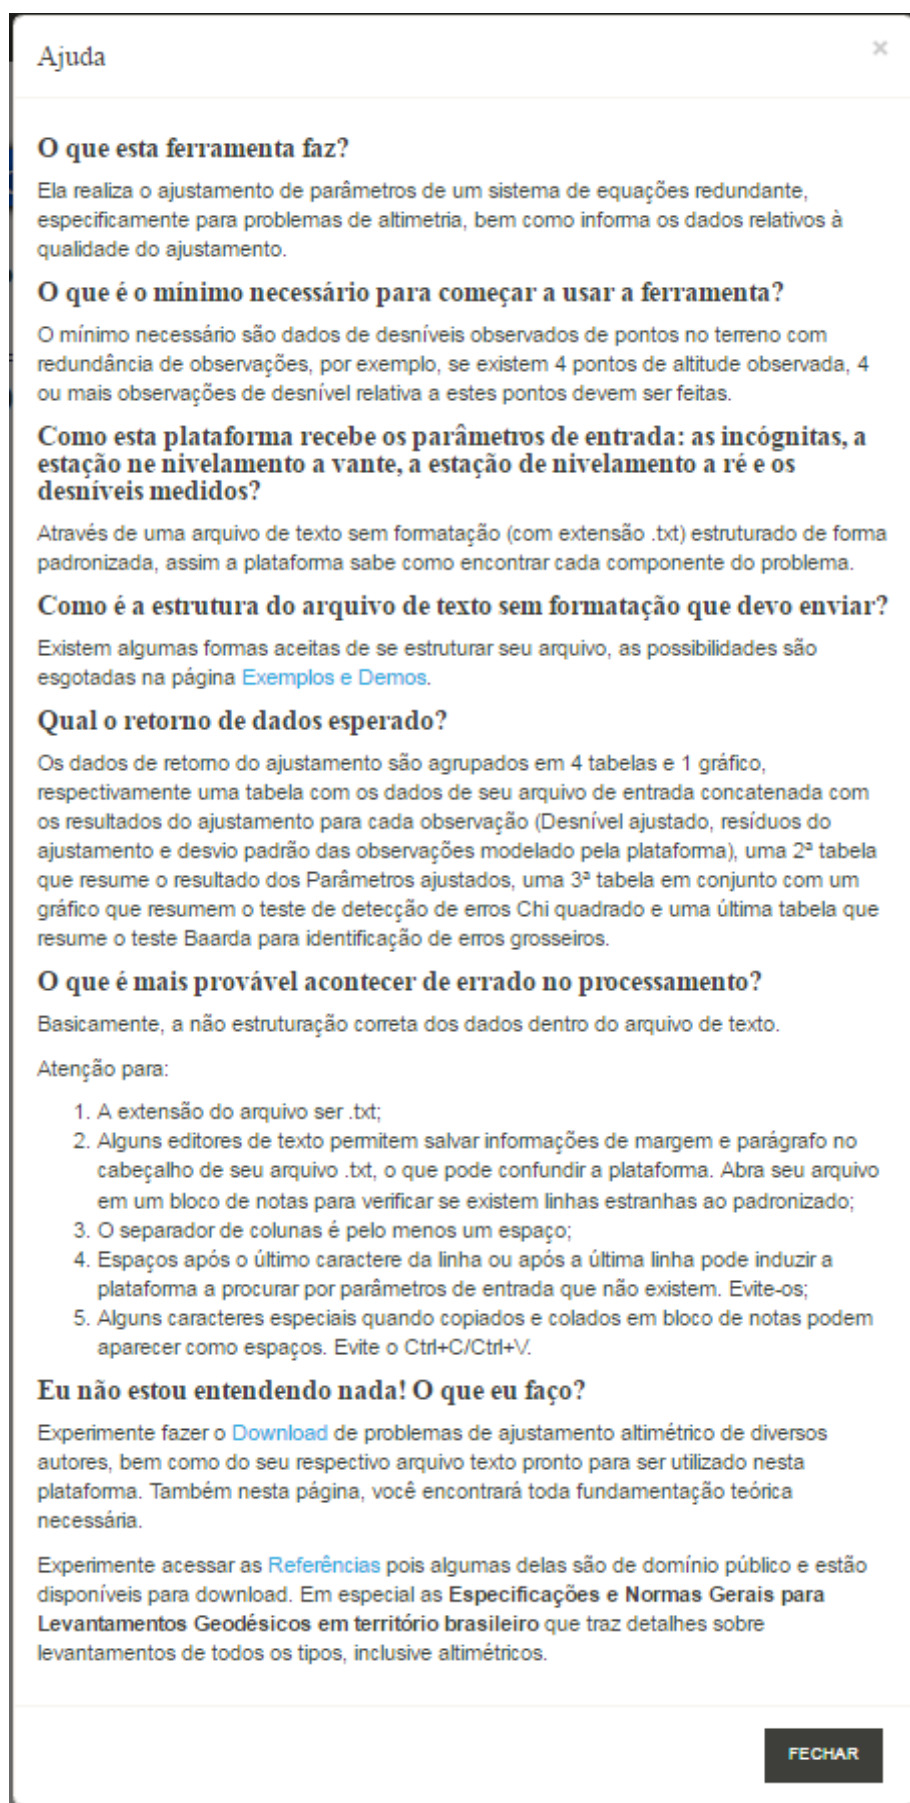 Ajuda
×
O que esta ferramenta faz?
Ela realiza o ajustamento de parâmetros de um sistema de equações redundante,
especificamente para problemas de altimetria, bem como informa os dados relativos à
qualidade do ajustamento.
O que é o mínimo necessário para começar a usar a ferramenta?
O mínimo necessário são dados de desníveis observados de pontos no terreno com
redundância de observações, por exemplo, se existem 4 pontos de altitude observada, 4
ou mais observações de desnível relativa a estes pontos devem ser feitas.
Como esta plataforma recebe os parâmetros de entrada: as incógnitas, a
estação ne nivelamento a vante, a estação de nivelamento a ré e os
desníveis medidos?
Através de uma arquivo de texto sem formatação (com extensão .txt) estruturado de forma
padronizada, assim a plataforma sabe como encontrar cada componente do problema.
Como é a estrutura do arquivo de texto sem formatação que devo enviar?
Existem algumas formas aceitas de se estruturar seu arquivo, as possibilidades são
esgotadas na página Exemplos e Demos.
Qual o retorno de dados esperado?
Os dados de retorno do ajustamento são agrupados em 4 tabelas e 1 gráfico,
respectivamente uma tabela com os dados de seu arquivo de entrada concatenada com
os resultados do ajustamento para cada observação (Desnível ajustado, resíduos do
ajustamento e desvio padrão das observações modelado pela plataforma), uma 2ª tabela
que resume o resultado dos Parâmetros ajustados, uma 3ª tabela em conjunto com um
gráfico que resumem o teste de detecção de erros Chi quadrado e uma última tabela que
resume o teste Baarda para identificação de erros grosseiros.
O que é mais provável acontecer de errado no processamento?
Basicamente, a não estruturação correta dos dados dentro do arquivo de texto.
Atenção para:
1. A extensão do arquivo ser .txt;
2. Alguns editores de texto permitem salvar informações de margem e parágrafo no
cabeçalho de seu arquivo .txt, o que pode confundir a plataforma. Abra seu arquivo
em um bloco de notas para verificar se existem linhas estranhas ao padronizado;
3. O separador de colunas é pelo menos um espaço;
4. Espaços após o último caractere da linha ou após a última linha pode induzir a
plataforma a procurar por parâmetros de entrada que não existem. Evite-os;
5. Alguns caracteres especiais quando copiados e colados em bloco de notas podem
aparecer como espaços. Evite o Ctrl+C/Ctrl+V.
Eu não estou entendendo nada! O que eu faço?
Experimente fazer o Download de problemas de ajustamento altimétrico de diversos
autores, bem como do seu respectivo arquivo texto pronto para ser utilizado nesta
plataforma. Também nesta página, você encontrará toda fundamentação teórica
necessária.
Experimente acessar as Referências pois algumas delas são de domínio público e estão
disponíveis para download. Em especial as Especificações e Normas Gerais para
Levantamentos Geodésicos em território brasileiro que traz detalhes sobre
levantamentos de todos os tipos, inclusive altimétricos.
FECHAR